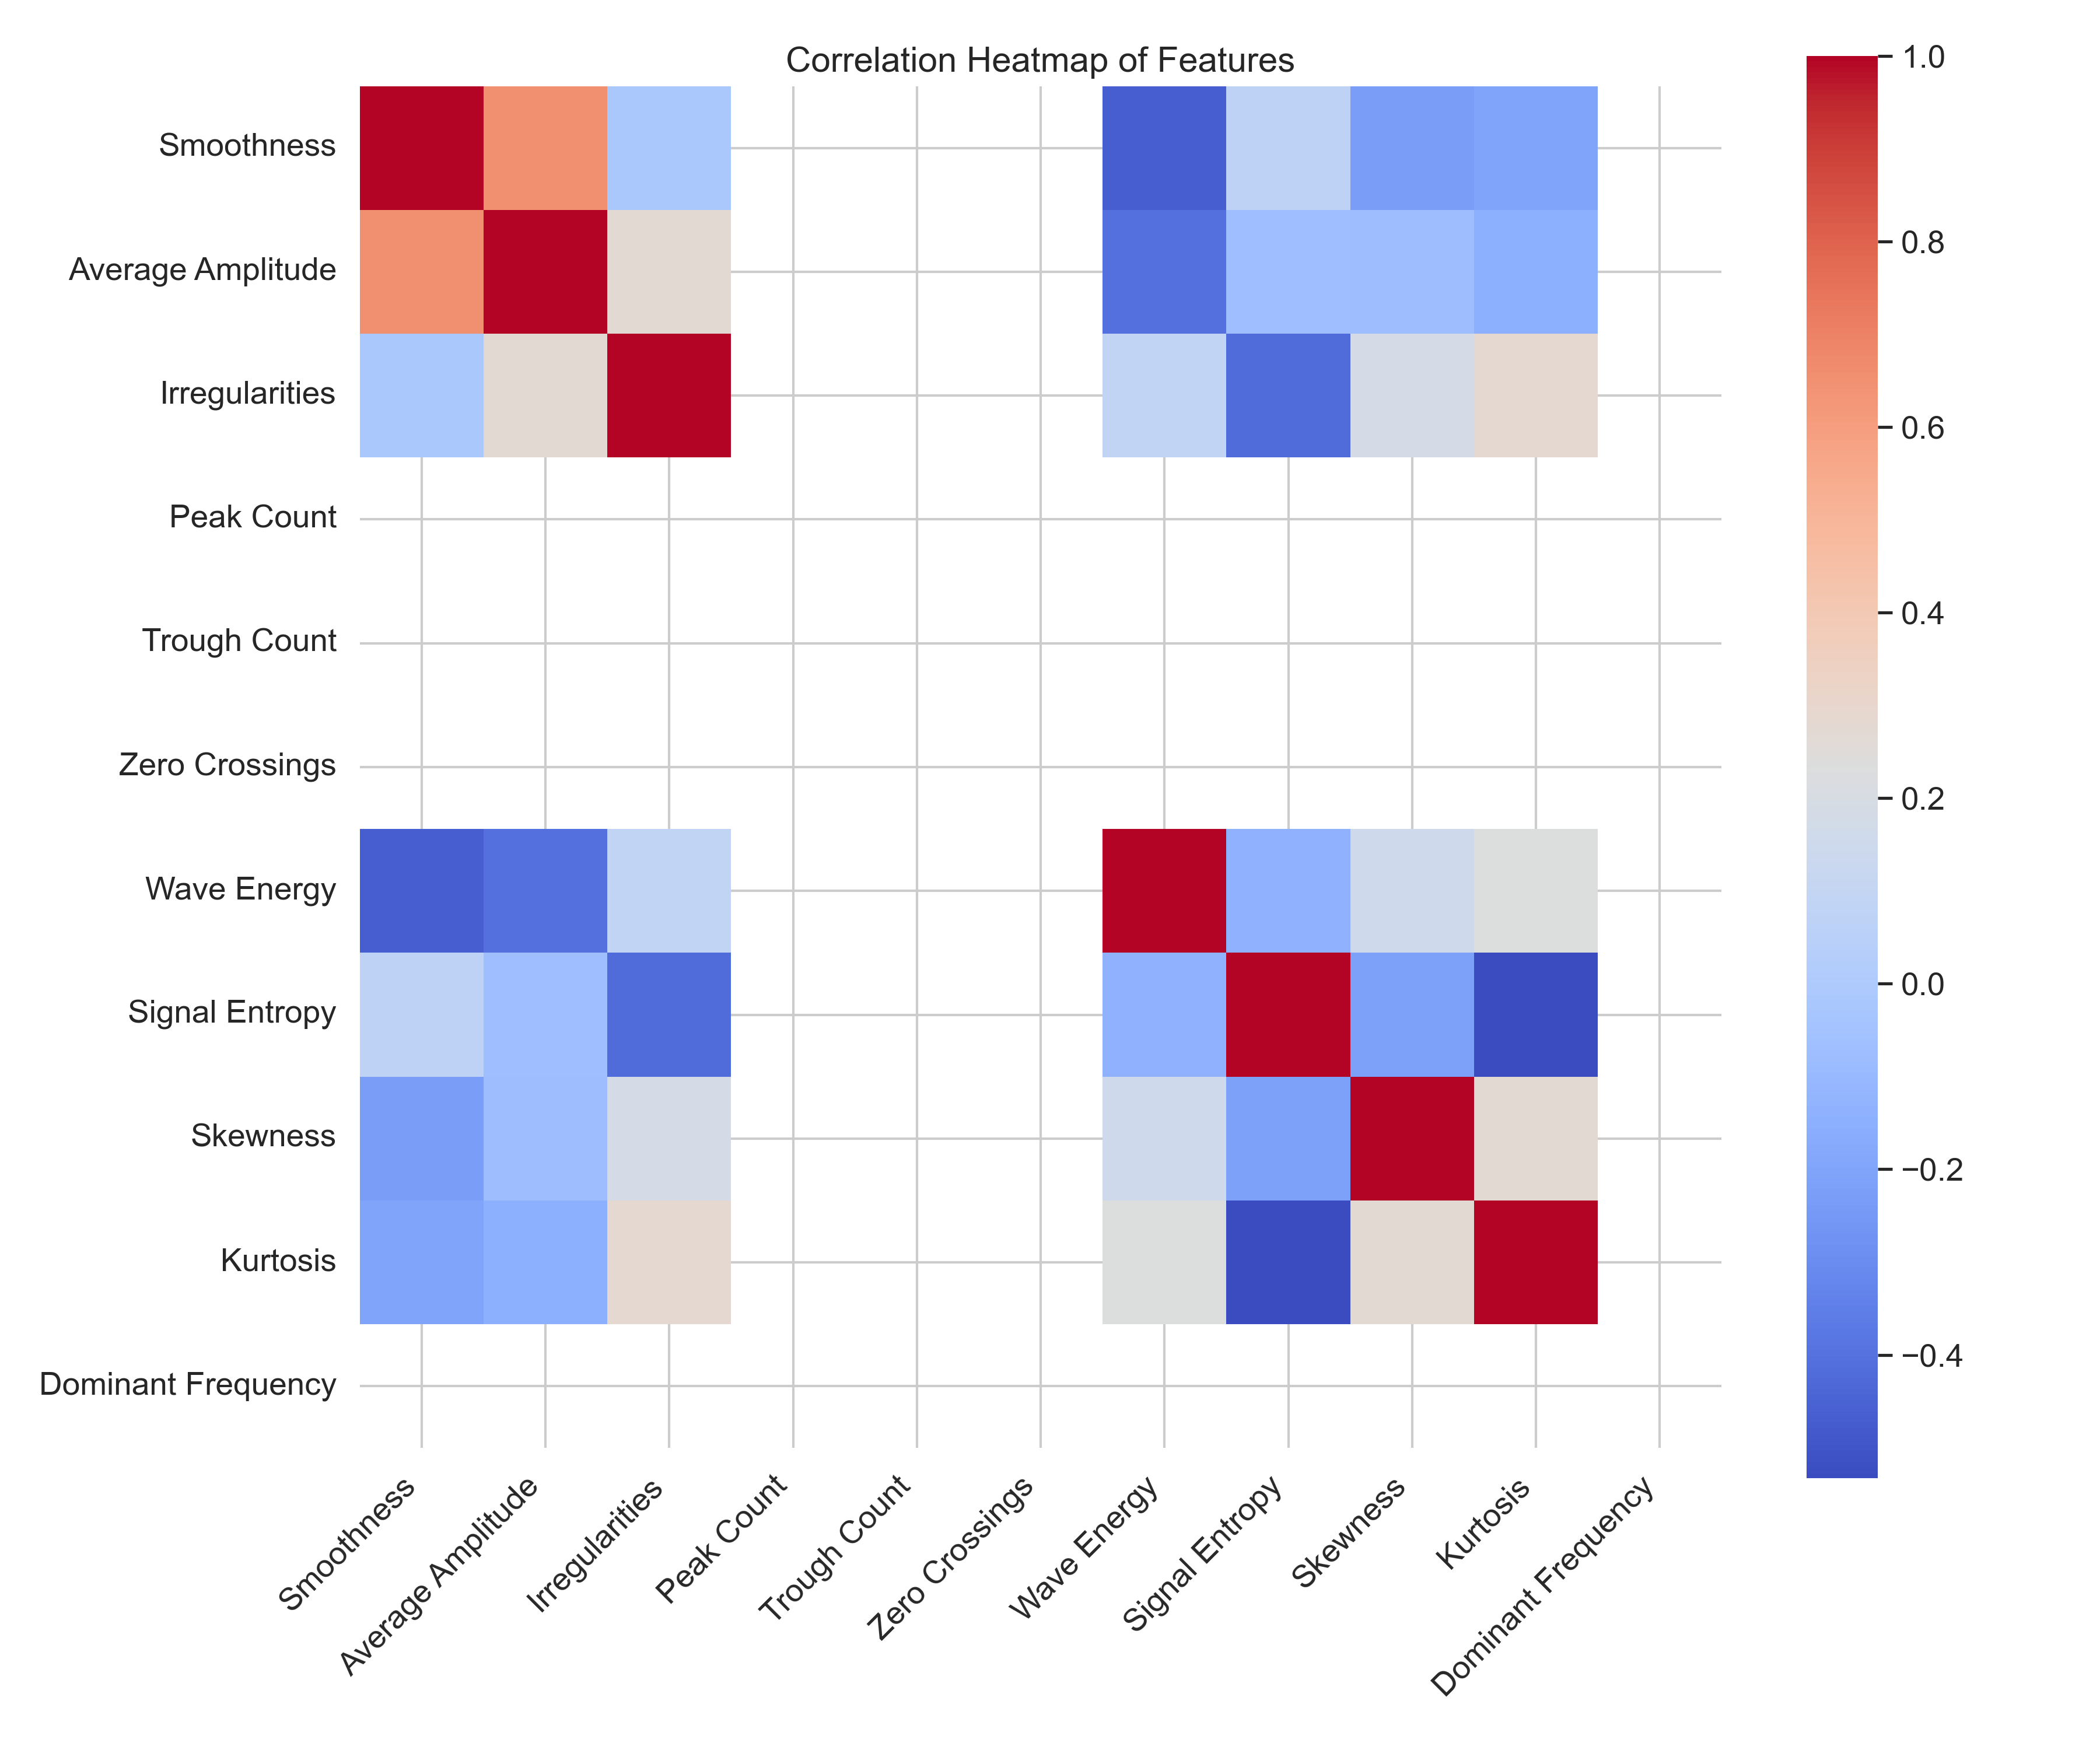 Correlation Heatmap of Features
Smoothness
Average Amplitude
Irregularities
Peak Count
Trough Count
Zero Crossings
Wave Energy
Signal Entropy
Skewness
Kurtosis
Dominant Frequency
Smoothness
Average Amplitude
Irregularities
Peak Count
Trough Count
Zero Crossings
Wave Energy
Signal Entropy
Skewness
Kurtosis
Dominant Frequency
1.0
0.8
0.6
0.4
0.2
0.0
−0.2
−0.4